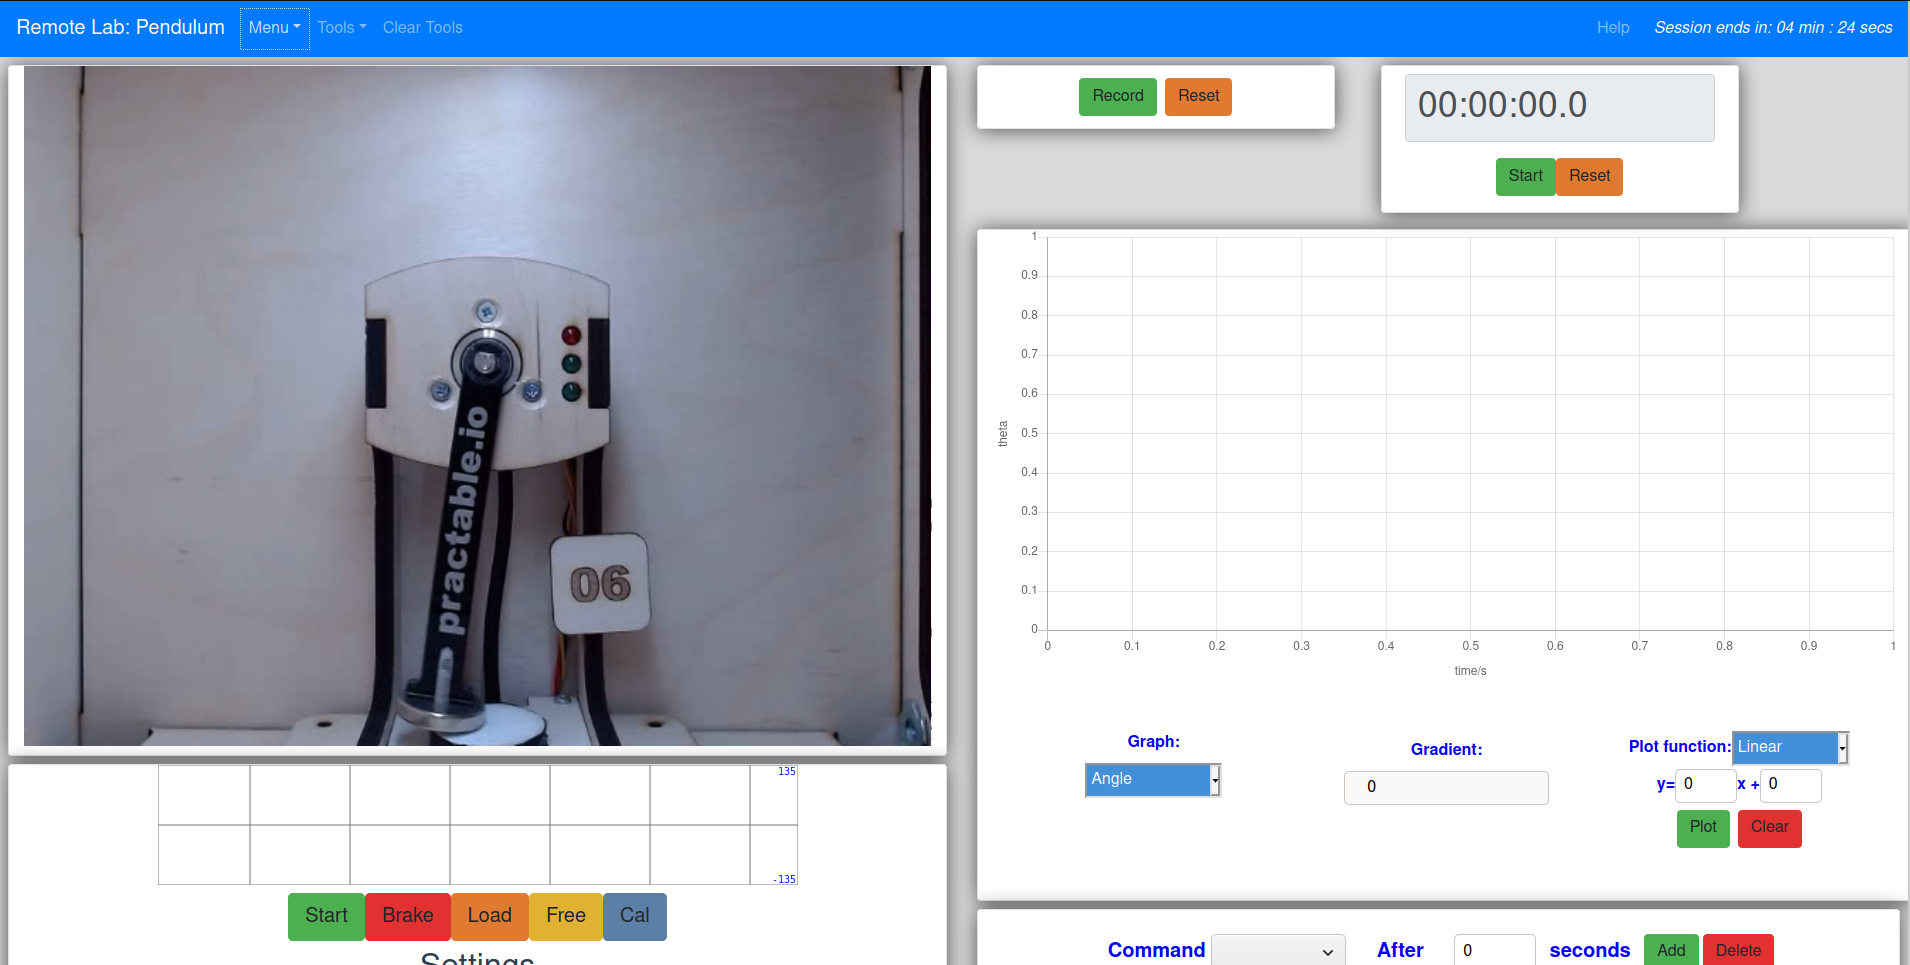 Remote Lab: Pendulum Menu Tools Clear Tools Help Session ends in: 04 min : 24 secs
practable.io
06
135
-135
Start Brake Load Free Cal
Settings
Record Reset
00:00:00.0
Start Reset
1
0.9
0.8
0.7
0.6
0.5
0.4
0.3
0.2
0.1
0
theta
0 0.1 0.2 0.3 0.4 0.5 0.6 0.7 0.8 0.9 1
time/s
Graph:
Angle
Gradient:
0
Plot function: Linear
y= 0 x + 0
Plot Clear
Command After 0 seconds Add Delete